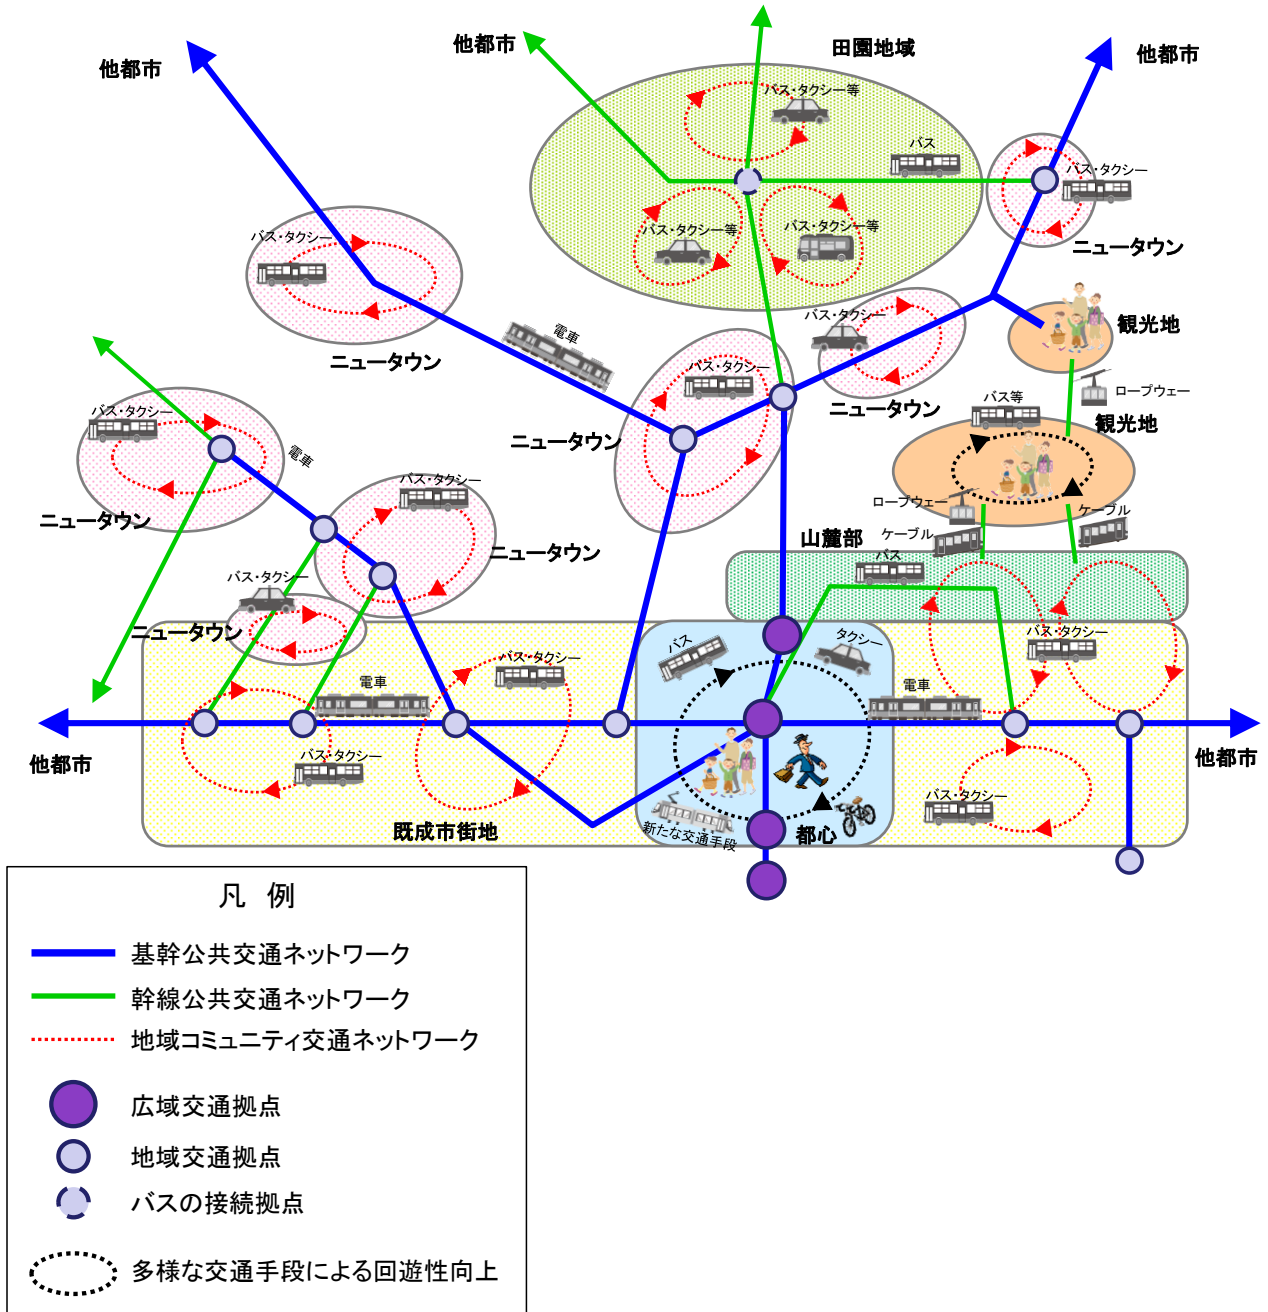 他都市
田園地域
他都市
他都市
バス・タクシー等
バス
バス・タクシー
バス・タクシー
バス・タクシー等
バス・タクシー等
ニュータウン
バス・タクシー
観光地
電車
ニュータウン
バス・タクシー
ロープウェー
バス等
ニュータウン
観光地
バス・タクシー
ニュータウン
電車
バス・タクシー
ロープウェー
ケーブル
ニュータウン
ケーブル
山麓部
ニュータウン
バス
バス・タクシー
ニュータウン
バス
タクシー
バス・タクシー
バス・タクシー
電車
電車
他都市
バス・タクシー
他都市
バス・タクシー
既成市街地
新たな交通手段
都心
凡 例
基幹公共交通ネットワーク
幹線公共交通ネットワーク
地域コミュニティ交通ネットワーク
広域交通拠点
地域交通拠点
バスの接続拠点
多様な交通手段による回遊性向上